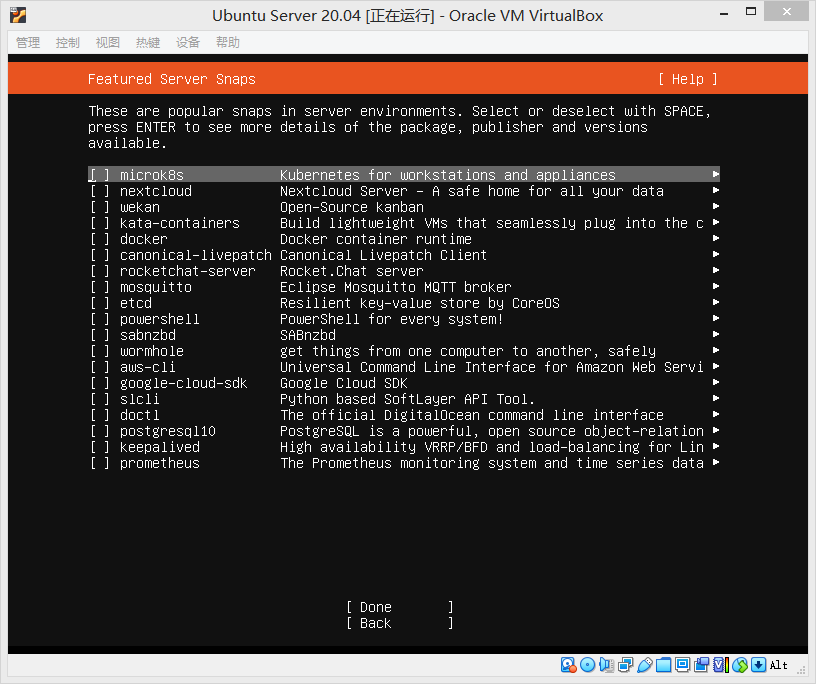 Ubuntu Server 20.04 [正在运行] - Oracle VM VirtualBox
管理 控制 视图 热键 设备 帮助
Featured Server Snaps [ Help ]
These are popular snaps in server environments. Select or deselect with SPACE,
press ENTER to see more details of the package, publisher and versions
available.
[ ] microk8s Kubernetes for workstations and appliances ▸
[ ] nextcloud Nextcloud Server - A safe home for all your data ▸
[ ] wekan Open-Source kanban ▸
[ ] kata-containers Build lightweight VMs that seamlessly plug into the c ▸
[ ] docker Docker container runtime ▸
[ ] canonical-livepatch Canonical Livepatch Client ▸
[ ] rocketchat-server Rocket.Chat server ▸
[ ] mosquitto Eclipse Mosquitto MQTT broker ▸
[ ] etcd Resilient key-value store by CoreOS ▸
[ ] powershell PowerShell for every system! ▸
[ ] sabnzbd SABnzbd ▸
[ ] wormhole get things from one computer to another, safely ▸
[ ] aws-cli Universal Command Line Interface for Amazon Web Servi ▸
[ ] google-cloud-sdk Google Cloud SDK ▸
[ ] slcli Python based SoftLayer API Tool. ▸
[ ] doctl The official DigitalOcean command line interface ▸
[ ] postgresql10 PostgreSQL is a powerful, open source object-relation ▸
[ ] keepalived High availability VRRP/BFD and load-balancing for Lin ▸
[ ] prometheus The Prometheus monitoring system and time series data ▸
[ Done ]
[ Back ]
Alt